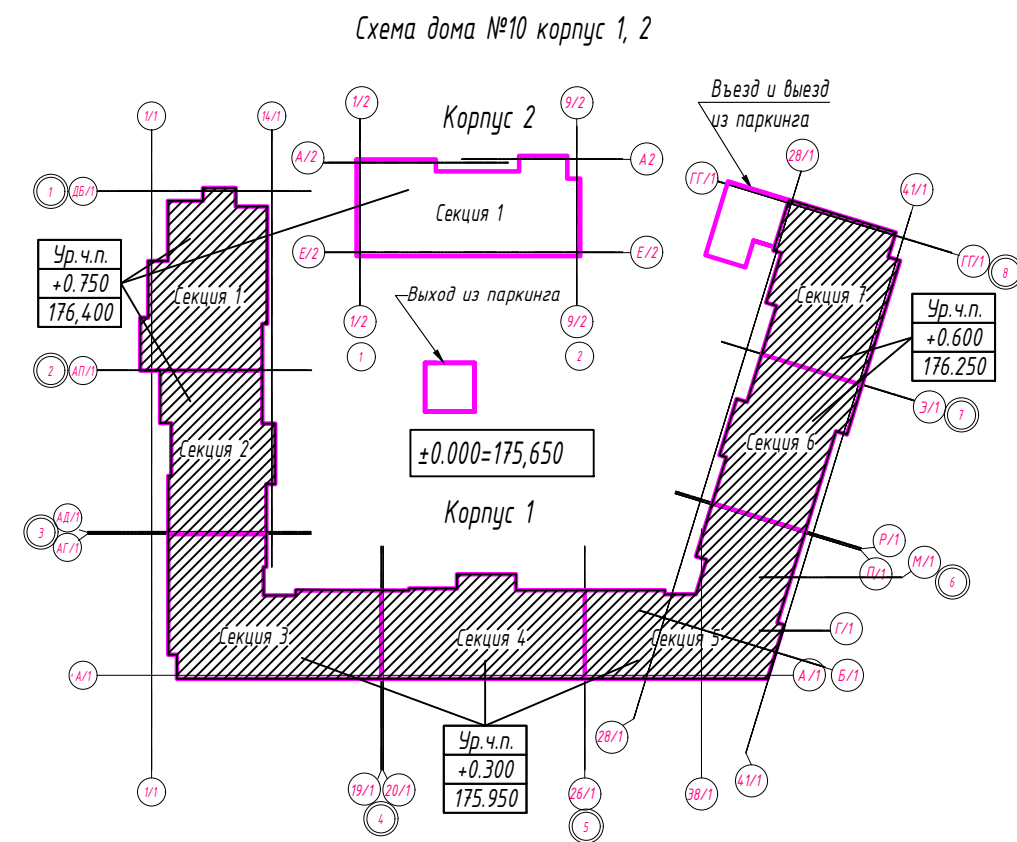 Схема дома №10 корпус 1, 2
Въезд и выезд
из паркинга
1/1
14/1
1/2
9/2
Корпус 2
28/1
А/2
А2
ГГ/1
41/1
1
ДБ/1
Секция 1
Е/2
Е/2
ГГ/1
8
Ур.ч.п.
+0.750
176,400
Секция 1
Выход из паркинга
Секция 7
Ур.ч.п.
+0.600
176.250
1/2
9/2
1
2
2
АП/1
Э/1
7
±0.000=175,650
Секция 2
Секция 6
Корпус 1
3
АД/1
АГ/1
Р/1
П/1
М/1
6
Секция 3
Секция 4
Секция 5
Г/1
А/1
А/1
Б/1
28/1
Ур.ч.п.
+0.300
175.950
1/1
19/1
20/1
4
26/1
5
38/1
41/1